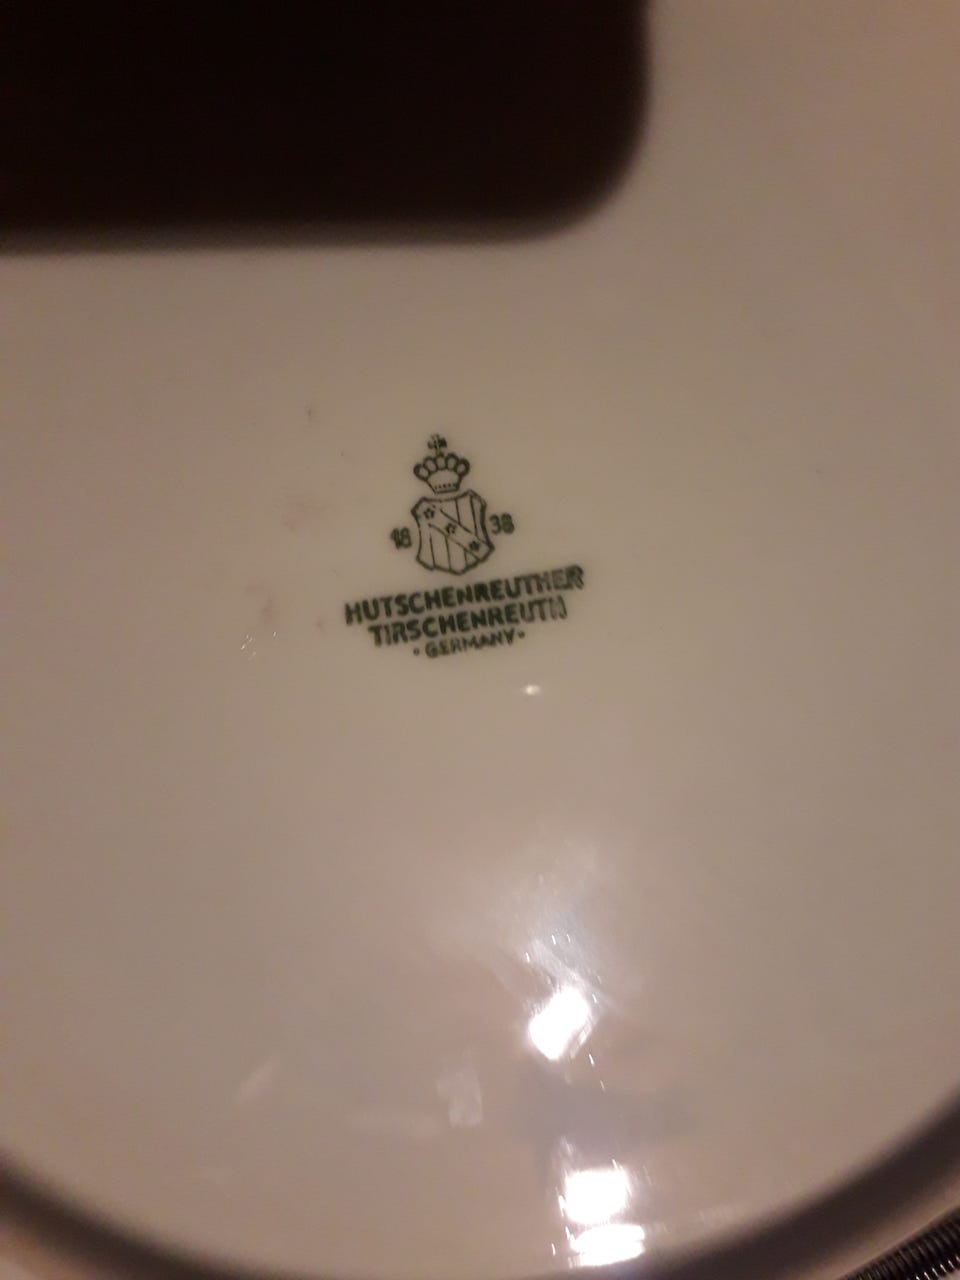 18 38
HUTSCHENREUTHER
TIRSCHENREUTH
• GERMANY •